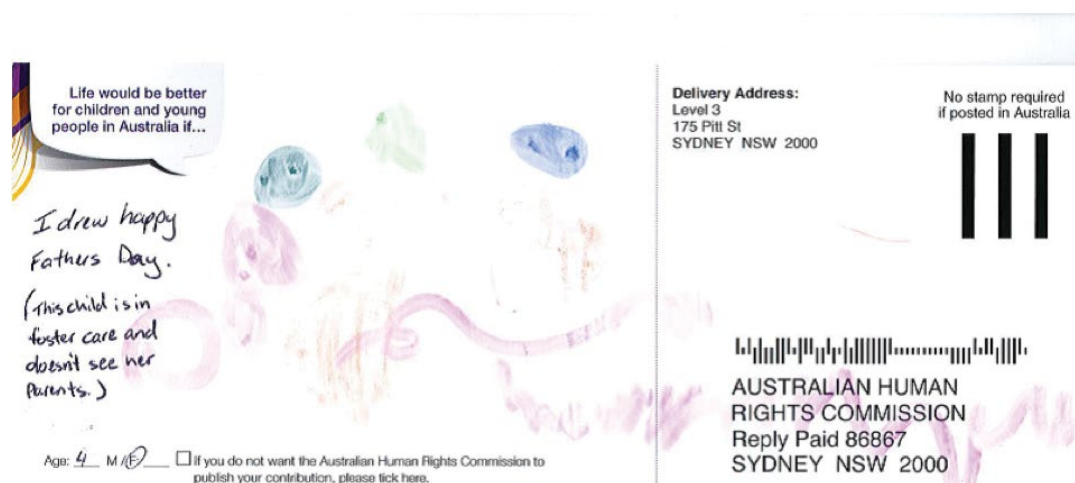 Life would be better
for children and young
people in Australia if...
I drew happy
Fathers Day.
(This child is in
foster care and
doesn't see her
Parents.)
Age: 4 M / F
If you do not want the Australian Human Rights Commission to
publish your contribution, please tick here.
Delivery Address:
Level 3
175 Pitt St
SYDNEY NSW 2000
No stamp required
if posted in Australia
AUSTRALIAN HUMAN
RIGHTS COMMISSION
Reply Paid 86867
SYDNEY NSW 2000